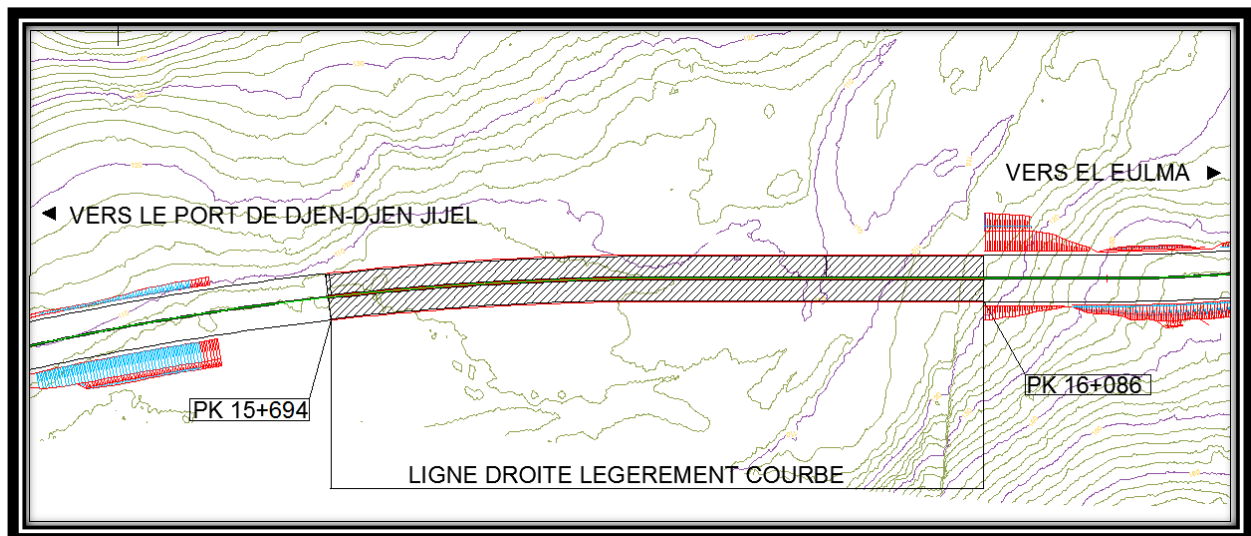 VERS EL EULMA
VERS LE PORT DE DJEN-DJEN JIJEL
PK 15+694
PK 16+086
LIGNE DROITE LEGEREMENT COURBE